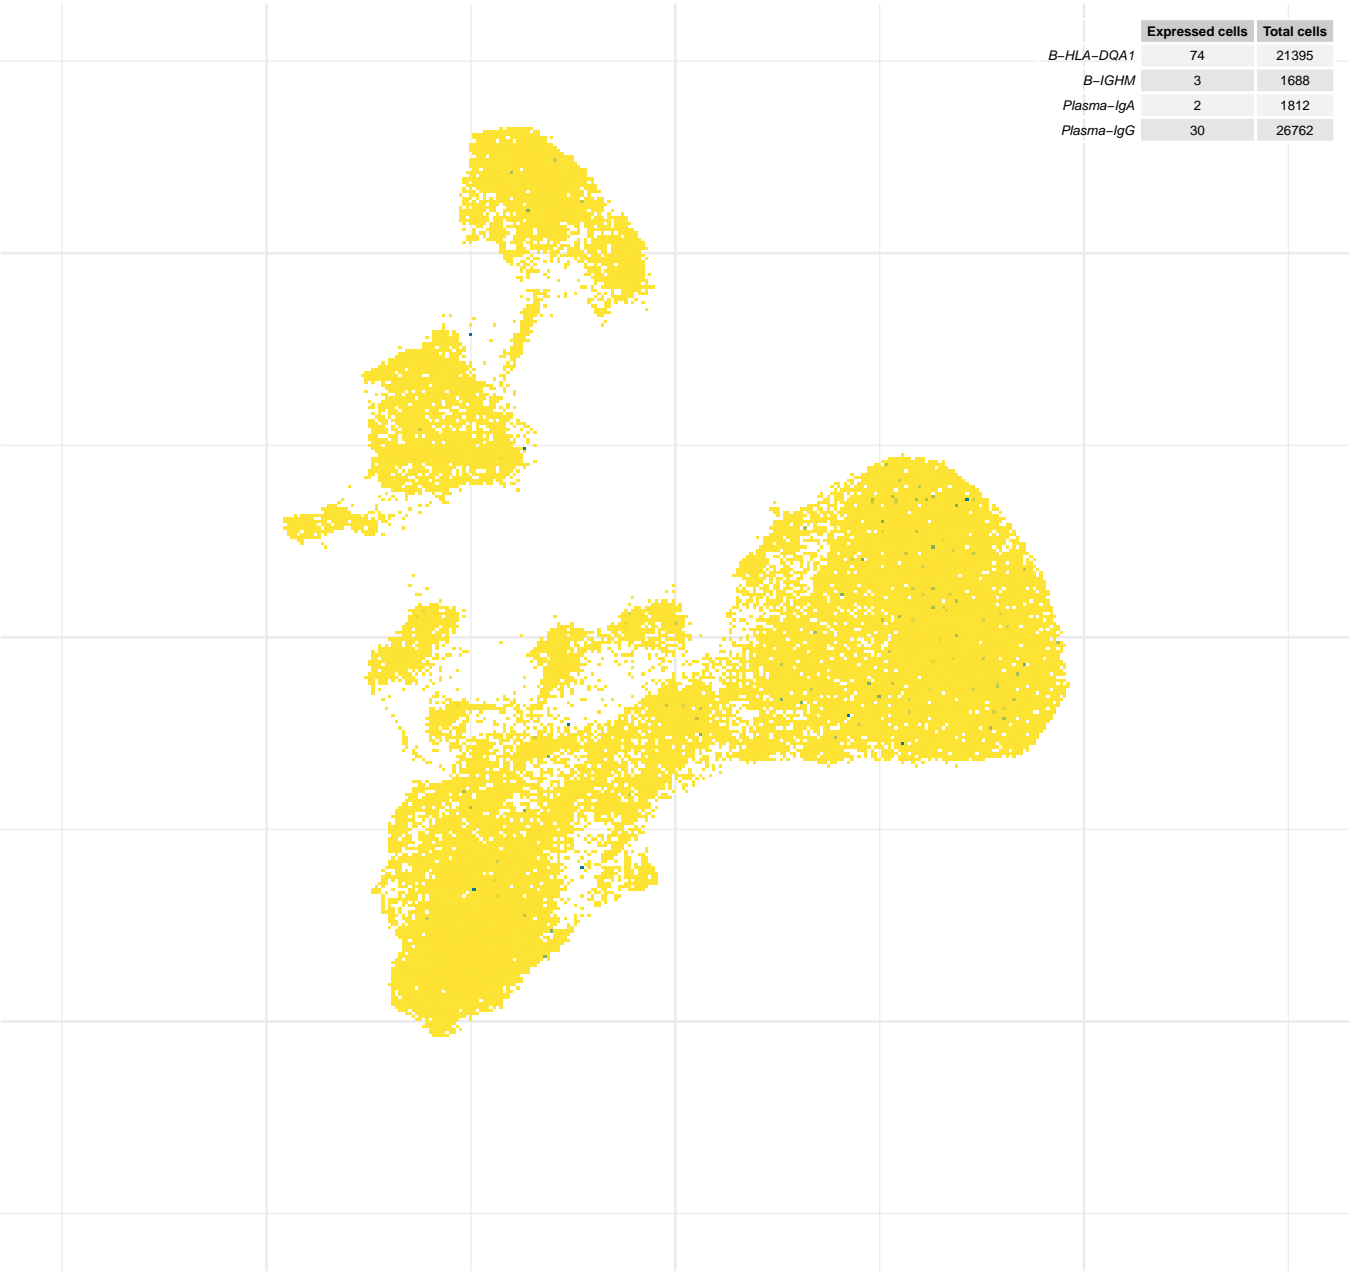 Expressed cells Total cells
B−HLA−DQA1 74 21395
B−IGHM 3 1688
Plasma−IgA 2 1812
Plasma−IgG 30 26762